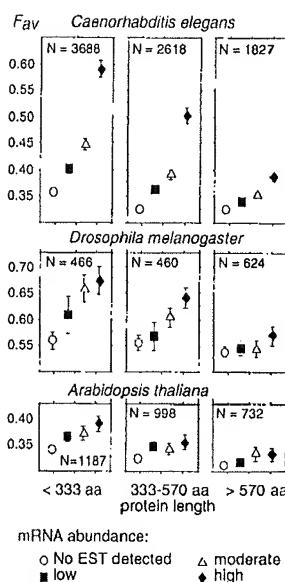 Fav
Caenorhabditis elegans
N = 3688
N = 2618
N = 1827
0.60
0.55
0.50
0.45
0.40
0.35
Drosophila melanogaster
N = 466
N = 460
N = 624
0.70
0.65
0.60
0.55
Arabidopsis thaliana
N = 998
N = 732
0.40
0.35
N=1187
< 333 aa
333-570 aa
> 570 aa
protein length
mRNA abundance:
No EST detected
moderate
low
high